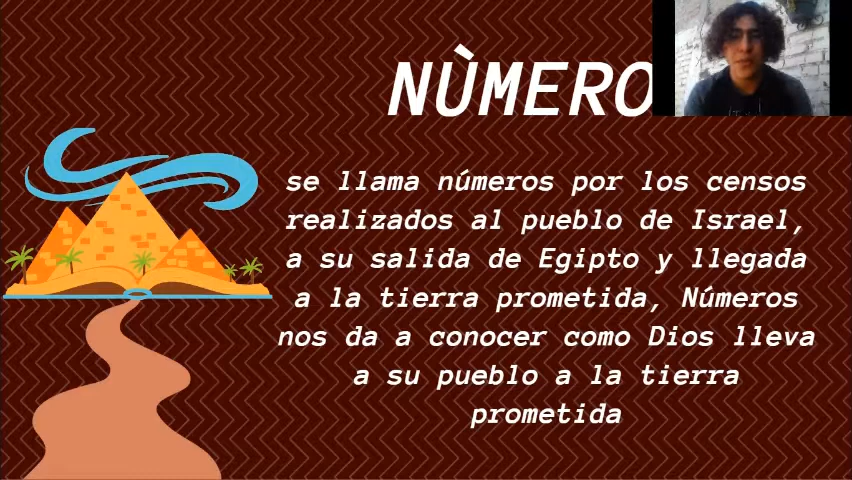 NÙMERO
se llama números por los censos
realizados al pueblo de Israel,
a su salida de Egipto y llegada
a la tierra prometida, Números
nos da a conocer como Dios lleva
a su pueblo a la tierra
prometida